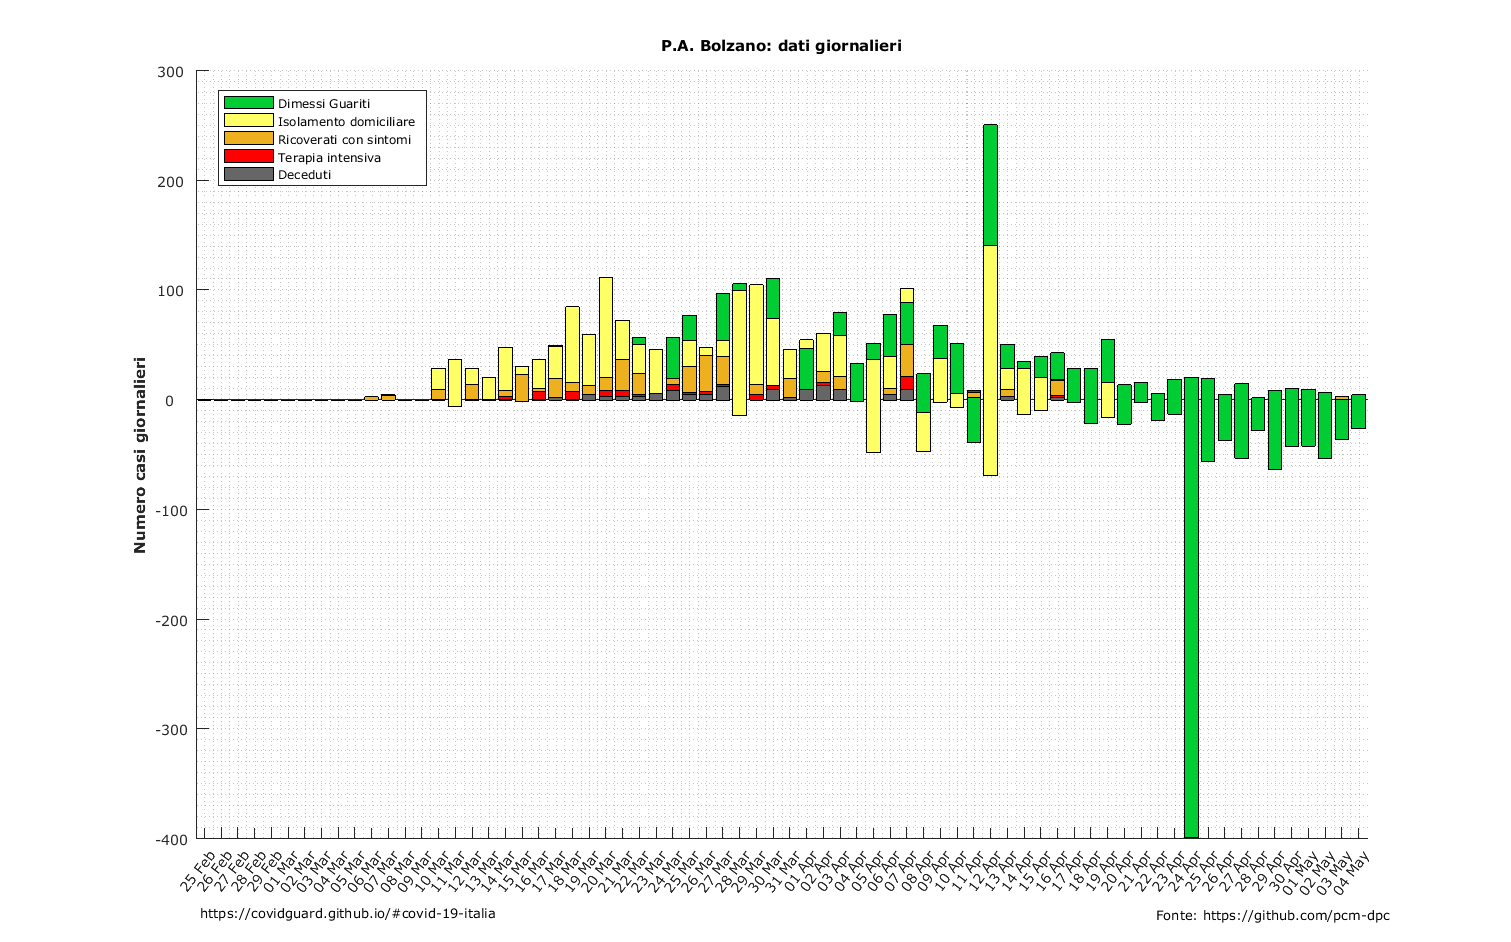 P.A. Bolzano: dati giornalieri
300
200
100
0
-100
-200
-300
-400
Numero casi giornalieri
Dimessi Guariti
Isolamento domiciliare
Ricoverati con sintomi
Terapia intensiva
Deceduti
25 Feb
26 Feb
27 Feb
28 Feb
29 Feb
01 Mar
02 Mar
03 Mar
04 Mar
05 Mar
06 Mar
07 Mar
08 Mar
09 Mar
10 Mar
11 Mar
12 Mar
13 Mar
14 Mar
15 Mar
16 Mar
17 Mar
18 Mar
19 Mar
20 Mar
21 Mar
22 Mar
23 Mar
24 Mar
25 Mar
26 Mar
27 Mar
28 Mar
29 Mar
30 Mar
31 Mar
01 Apr
02 Apr
03 Apr
04 Apr
05 Apr
06 Apr
07 Apr
08 Apr
09 Apr
10 Apr
11 Apr
12 Apr
13 Apr
14 Apr
15 Apr
16 Apr
17 Apr
18 Apr
19 Apr
20 Apr
21 Apr
22 Apr
23 Apr
24 Apr
25 Apr
26 Apr
27 Apr
28 Apr
29 Apr
30 Apr
01 May
02 May
03 May
04 May
https://covidguard.github.io/#covid-19-italia
Fonte: https://github.com/pcm-dpc